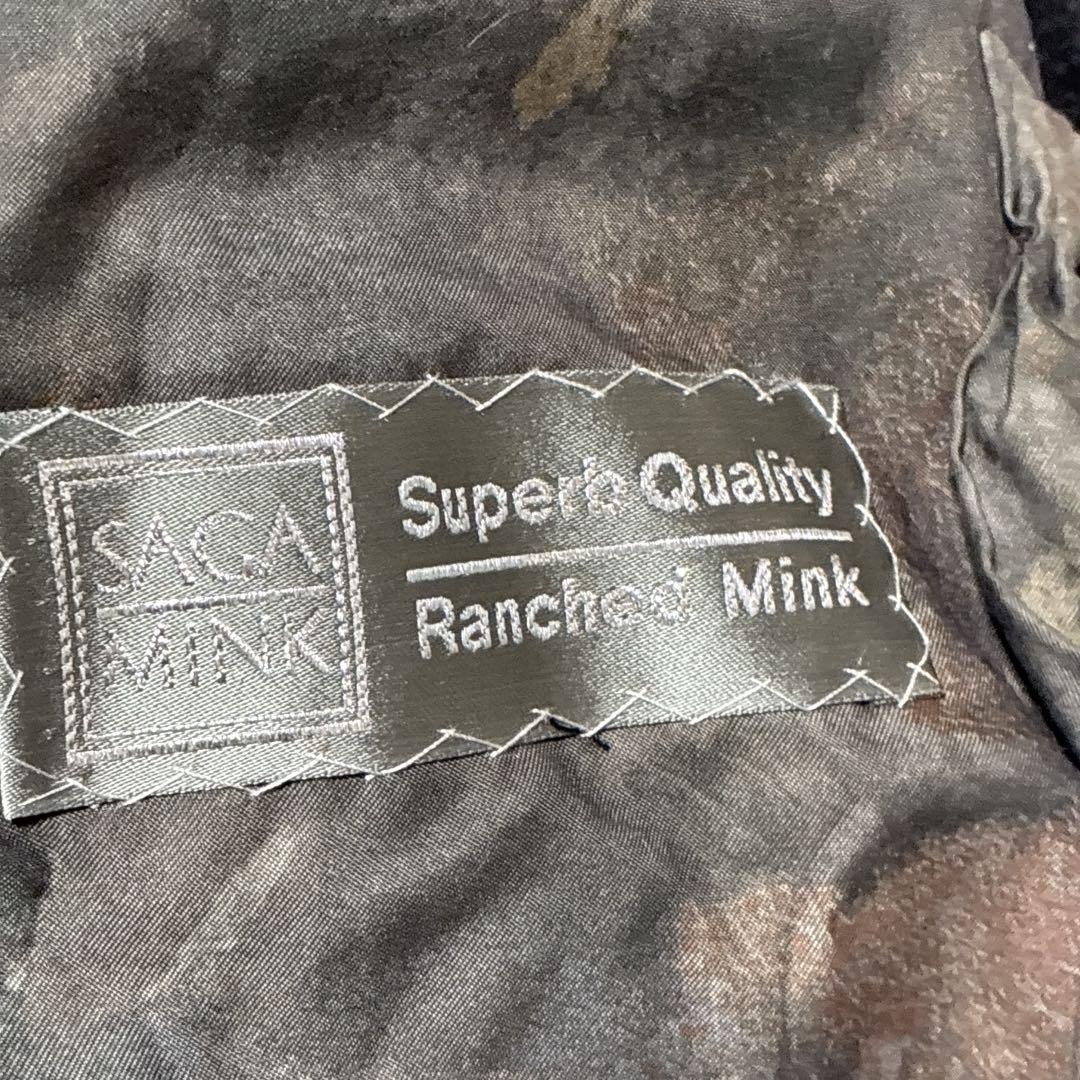 SAGA
MINK
Superb Quality
Ranched Mink